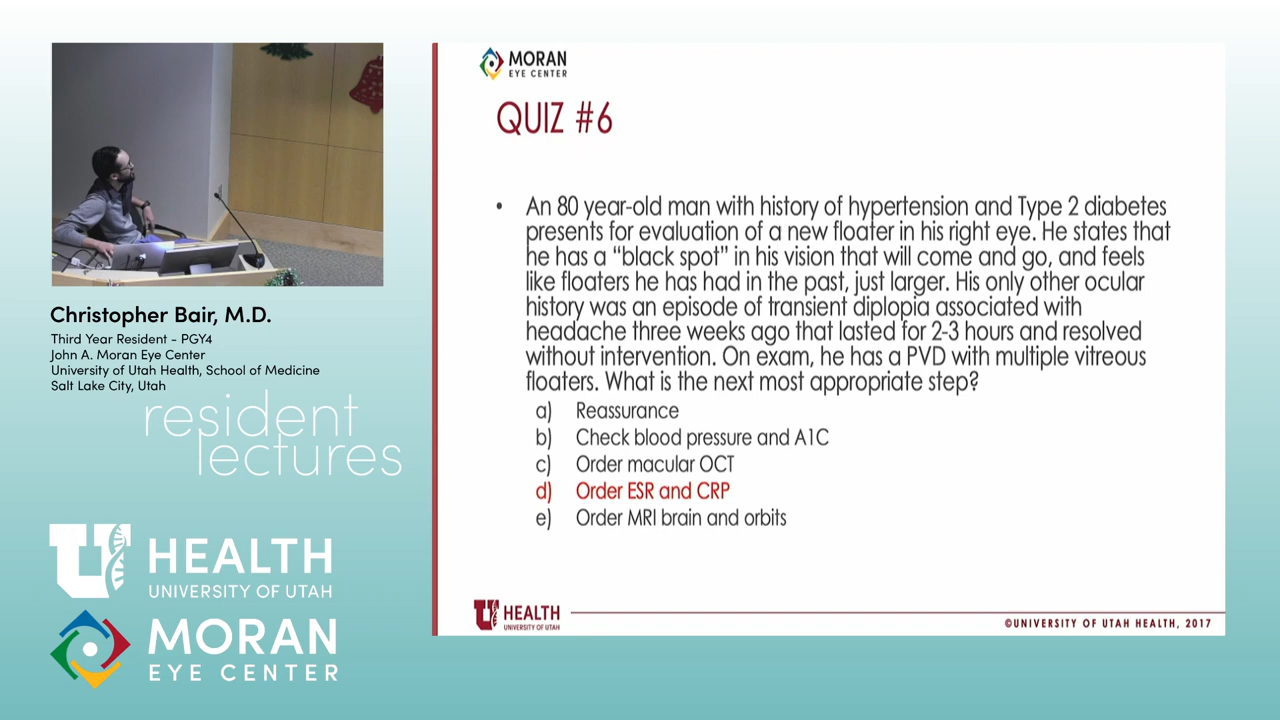 Christopher Bair, M.D.
Third Year Resident - PGY4
John A. Moran Eye Center
University of Utah Health, School of Medicine
Salt Lake City, Utah
resident
lectures
U HEALTH
UNIVERSITY OF UTAH
MORAN
EYE CENTER
MORAN
EYE CENTER
QUIZ #6
• An 80 year-old man with history of hypertension and Type 2 diabetes
presents for evaluation of a new floater in his right eye. He states that
he has a “black spot” in his vision that will come and go, and feels
like floaters he has had in the past, just larger. His only other ocular
history was an episode of transient diplopia associated with
headache three weeks ago that lasted for 2-3 hours and resolved
without intervention. On exam, he has a PVD with multiple vitreous
floaters. What is the next most appropriate step?
a) Reassurance
b) Check blood pressure and A1C
c) Order macular OCT
d) Order ESR and CRP
e) Order MRI brain and orbits
U HEALTH
UNIVERSITY OF UTAH
©UNIVERSITY OF UTAH HEALTH, 2017